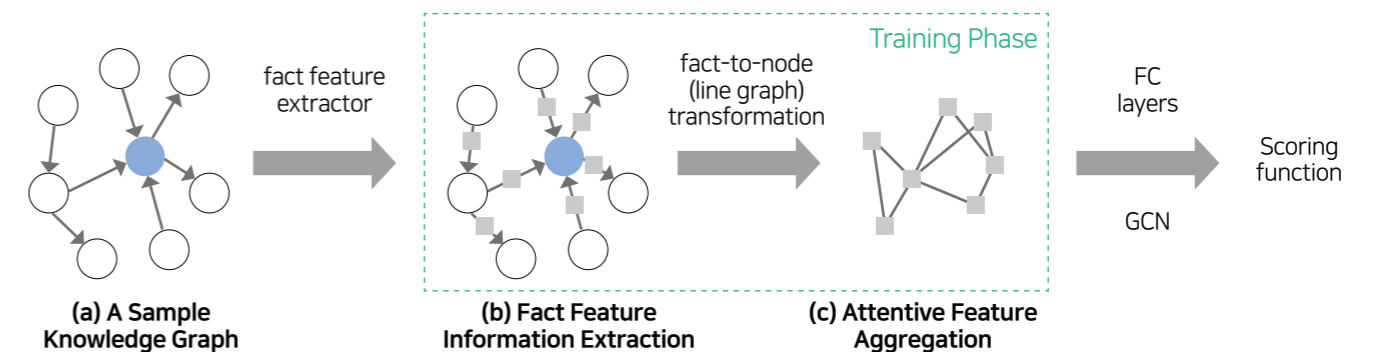 fact feature
extractor
fact-to-node
(line graph)
transformation
Training Phase
FC
layers
GCN
Scoring
function
(a) A Sample
Knowledge Graph
(b) Fact Feature
Information Extraction
(c) Attentive Feature
Aggregation